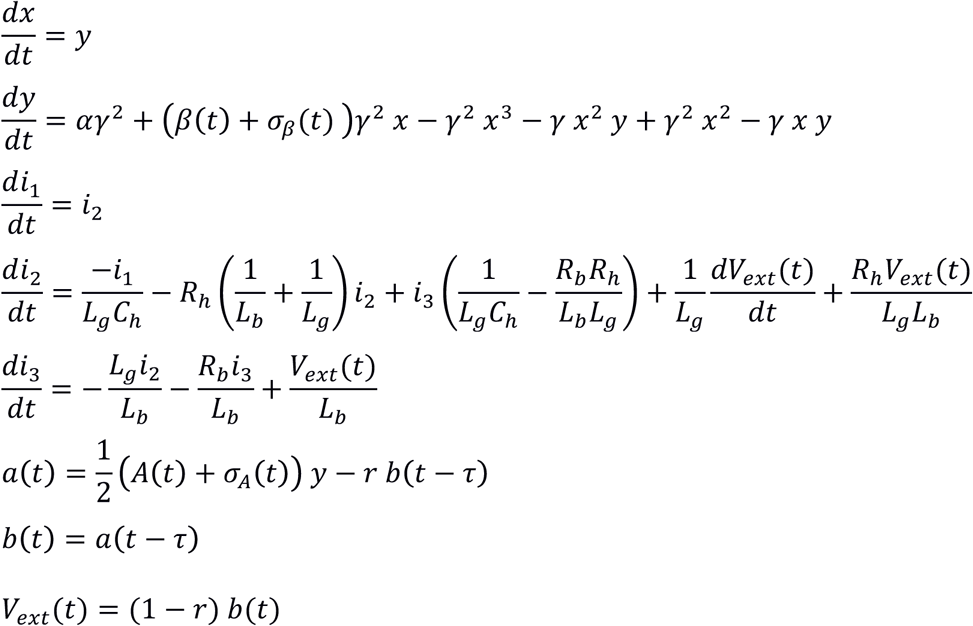 dx/dt = y
dy/dt = αγ² + (β(t) + σ_β(t) )γ² x − γ² x³ − γ x² y + γ² x² − γ x y
di₁/dt = i₂
di₂/dt = −i₁/(L_g C_h) − R_h (1/L_b + 1/L_g) i₂ + i₃ (1/(L_g C_h) − R_b R_h/(L_b L_g)) + 1/L_g dV_ext(t)/dt + R_h V_ext(t)/(L_g L_b)
di₃/dt = − L_g i₂/L_b − R_b i₃/L_b + V_ext(t)/L_b
a(t) = 1/2 (A(t) + σ_A(t)) y − r b(t − τ)
b(t) = a(t − τ)
V_ext(t) = (1 − r) b(t)